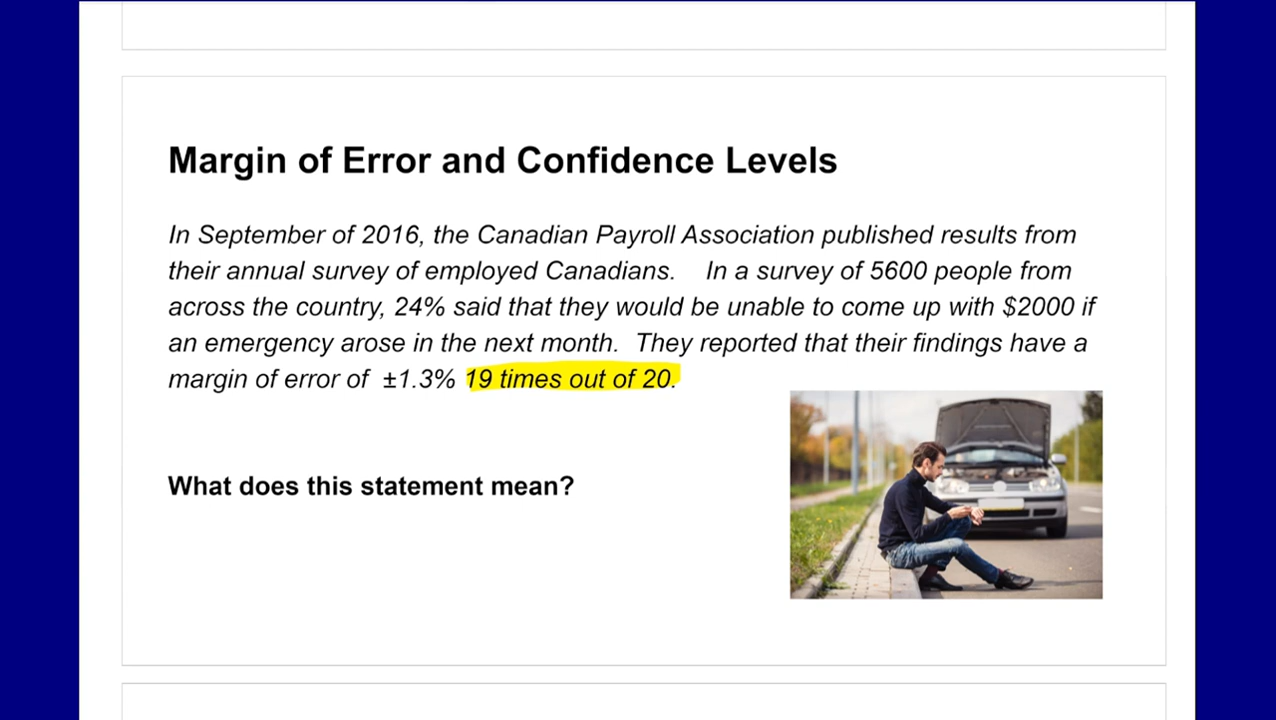 Margin of Error and Confidence Levels
In September of 2016, the Canadian Payroll Association published results from
their annual survey of employed Canadians. In a survey of 5600 people from
across the country, 24% said that they would be unable to come up with $2000 if
an emergency arose in the next month. They reported that their findings have a
margin of error of ±1.3% 19 times out of 20.
What does this statement mean?